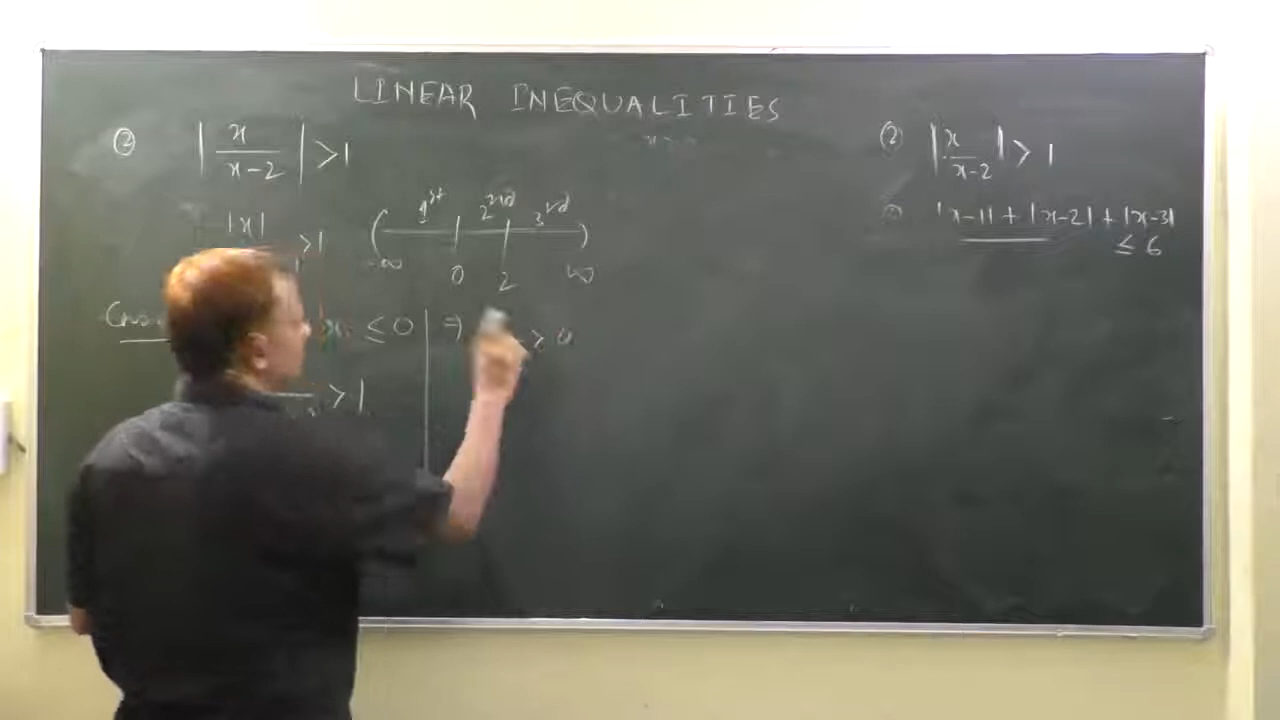 LINEAR INEQUALITIES
② | x / x-2 | > 1
|x|
> 1
1st 2nd 3rd
-∞ 0 2 ∞
≤ 0 | ⇒ > 0
> 1
② | x / x-2 | > 1
|x-1| + |x-2| + |x-3|
≤ 6